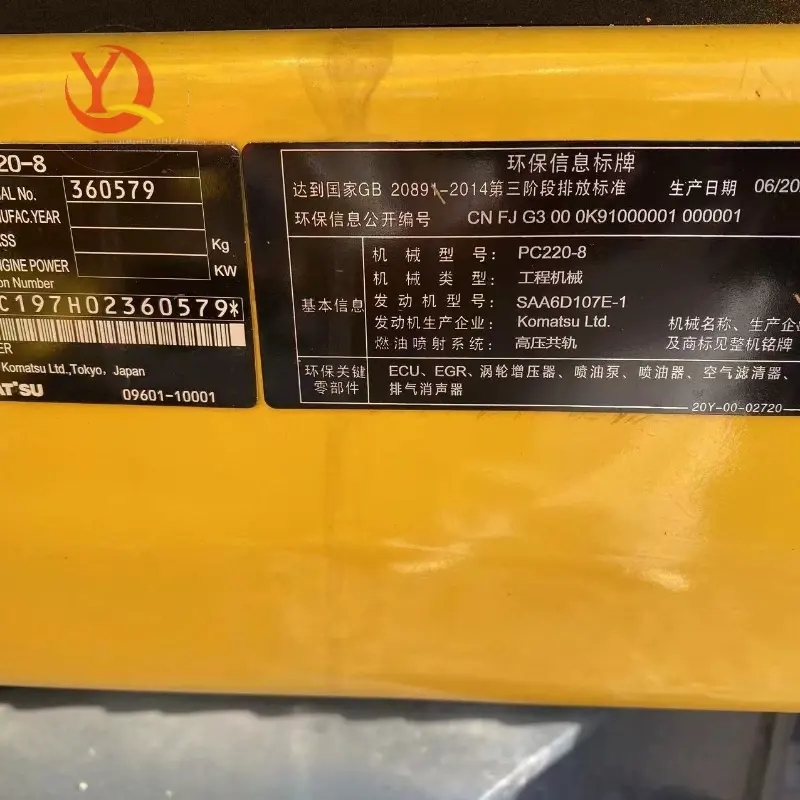 YQ
20-8
AL No. 360579
NUFAC.YEAR
SS
Kg
GINE POWER
KW
on Number
C197H02360579*
ER
Komatsu Ltd.,Tokyo, Japan
AT'SU
09601-10001
环保信息标牌
达到国家GB 20891-2014第三阶段排放标准 生产日期 06/20
环保信息公开编号 CN FJ G3 00 0K91000001 000001
基本信息
机械型号: PC220-8
机械类型: 工程机械
发动机型号: SAA6D107E-1
发动机生产企业: Komatsu Ltd.
燃油喷射系统: 高压共轨
机械名称、生产企
及商标见整机铭牌
环保关键
零部件
ECU、EGR、涡轮增压器、喷油泵、喷油器、空气滤清器、
排气消声器
20Y-00-02720